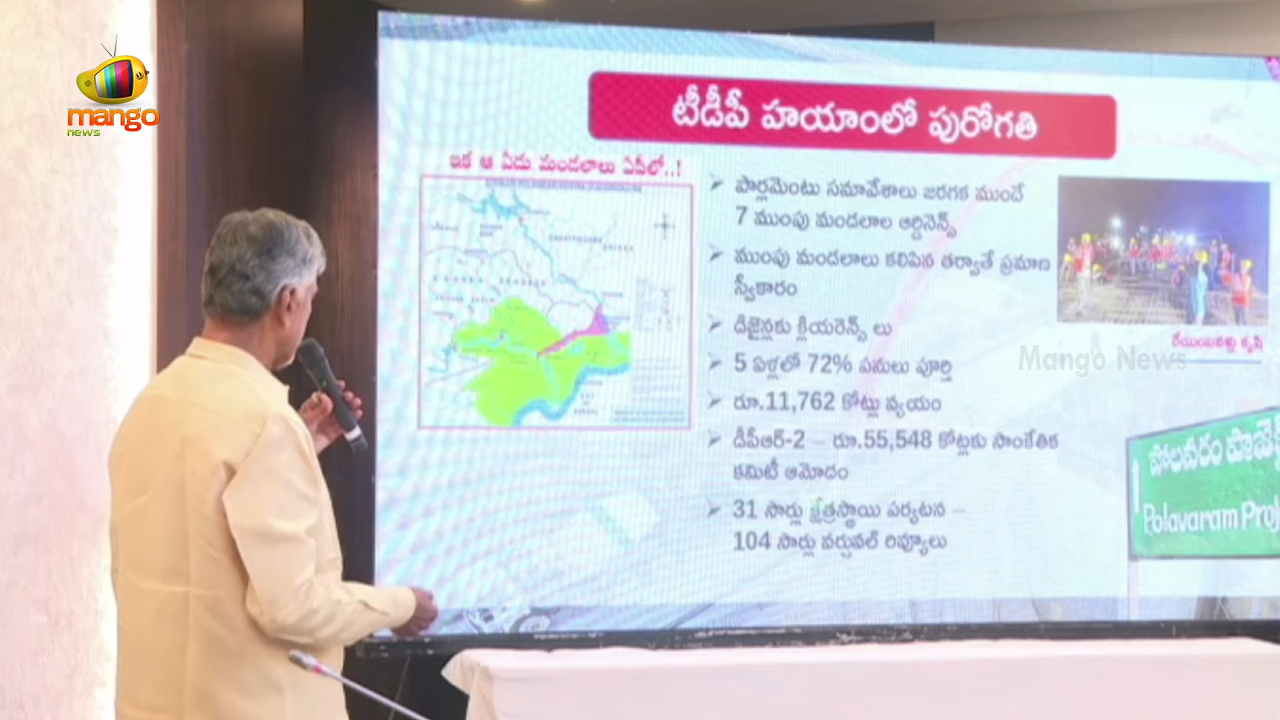 mango
news
టీడీపీ హయాంలో పురోగతి
ఇక ఆ ఏడు మండలాలు ఏపీలో..!
పార్లమెంటు సమావేశాలు జరగక ముందే
7 ముంపు మండలాల ఆర్డినెన్స్
ముంపు మండలాలు కలిపిన తర్వాతే ప్రమాణ
స్వీకారం
డిజైన్లకు క్లియరెన్స్ లు
5 ఏళ్లలో 72% పనులు పూర్తి
రూ.11,762 కోట్లు వ్యయం
డీపీఆర్-2 – రూ.55,548 కోట్లకు సాంకేతిక
కమిటీ ఆమోదం
31 సార్లు క్షేత్రస్థాయి పర్యటన –
104 సార్లు వర్చువల్ రివ్యూలు
రేయింబవళ్లు కృషి
Mango News
పోలవరం ప్రాజె
Polavaram Proj